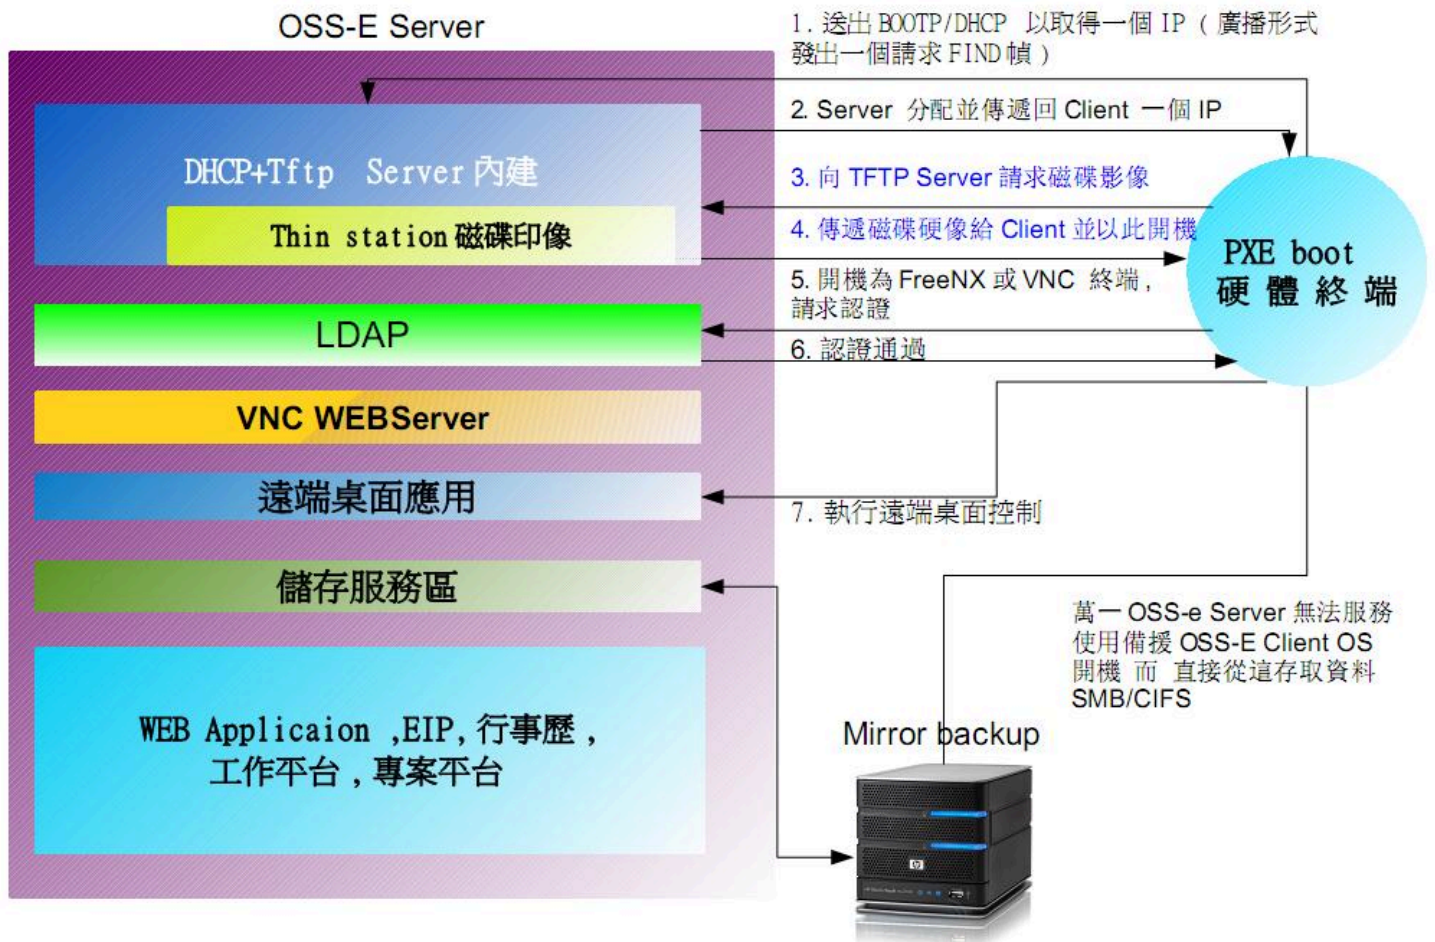 OSS-E Server
1. 送出 BOOTP/DHCP 以取得一個 IP ( 廣播形式
發出一個請求 FIND 幀 )
2. Server 分配並傳遞回 Client 一個 IP
DHCP+Tftp Server 內建
3. 向 TFTP Server 請求磁碟影像
Thin station 磁碟印像
4. 傳遞磁碟硬像給 Client 並以此開機
PXE boot
硬 體 終 端
5. 開機為 FreeNX 或 VNC 終端 ,
請求認證
LDAP
6. 認證通過
VNC WEBServer
遠端桌面應用
7. 執行遠端桌面控制
儲存服務區
萬一 OSS-e Server 無法服務
使用備援 OSS-E Client OS
開機 而 直接從這存取資料
SMB/CIFS
WEB Applicaion ,EIP, 行事歷 ,
工作平台 , 專案平台
Mirror backup
hp